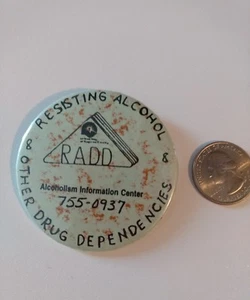 RESISTING ALCOHOL
&
&
RADD
Alcoholism Information Center
755-0937
OTHER DRUG DEPENDENCIES